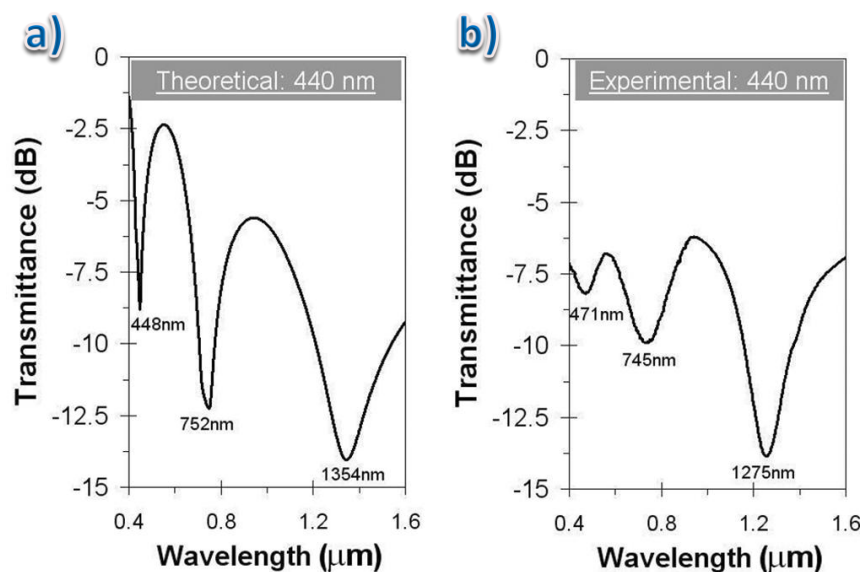 a)
Theoretical: 440 nm
Transmittance (dB)
0
-2.5
-5
-7.5
-10
-12.5
-15
448nm
752nm
1354nm
0.4 0.8 1.2 1.6
Wavelength (μm)
b)
Experimental: 440 nm
Transmittance (dB)
0
-2.5
-5
-7.5
-10
-12.5
-15
471nm
745nm
1275nm
0.4 0.8 1.2 1.6
Wavelength (μm)